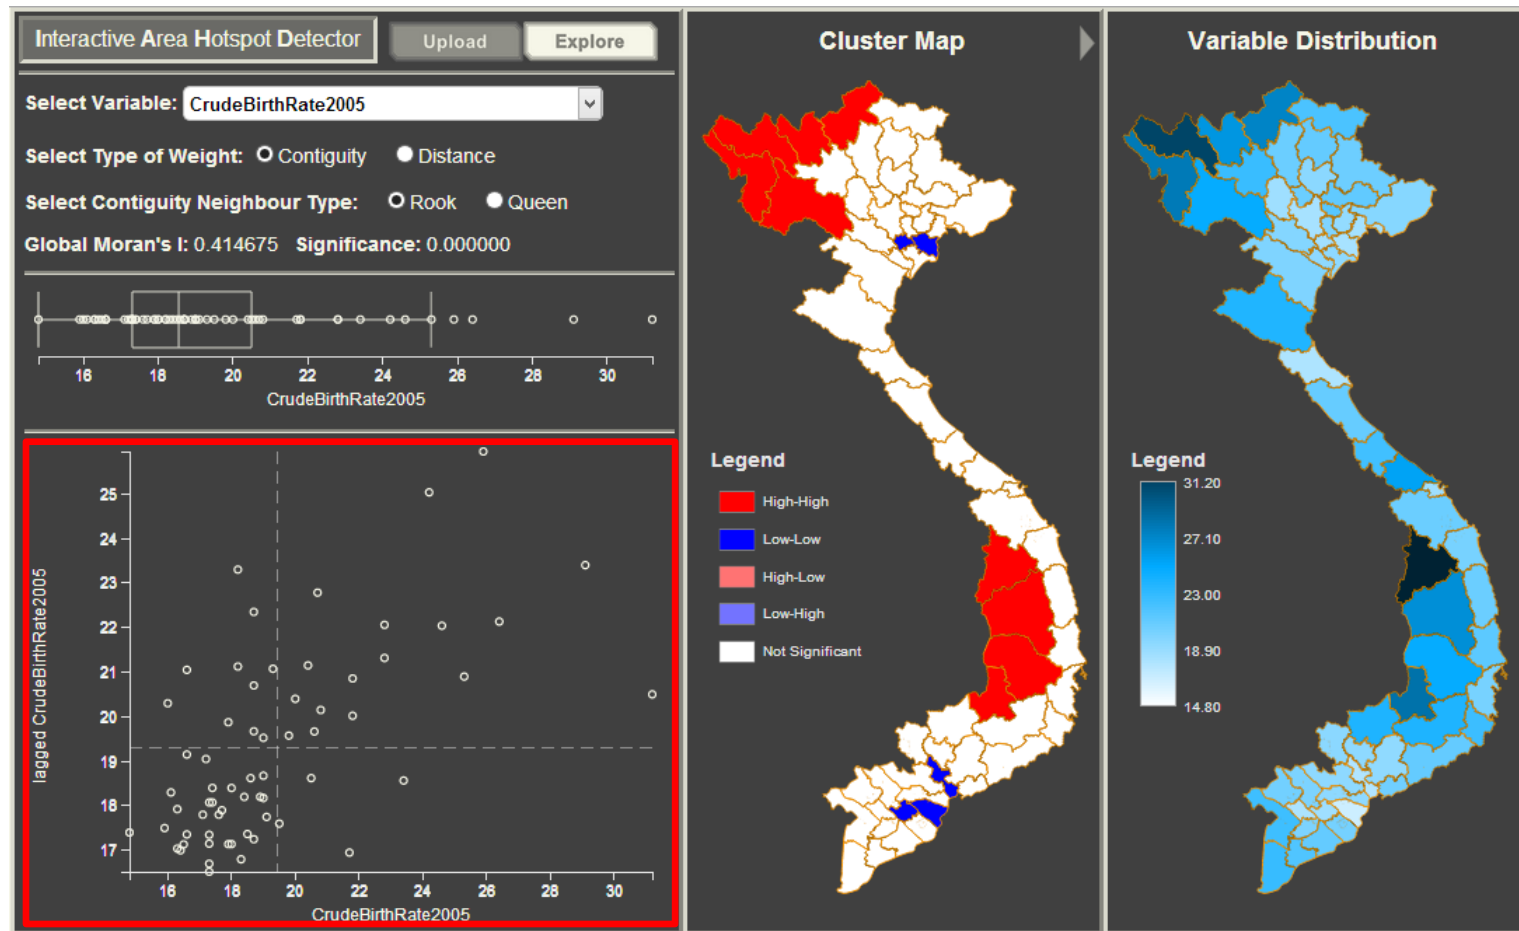 Interactive Area Hotspot Detector
Upload
Explore
Select Variable: CrudeBirthRate2005
Select Type of Weight: Contiguity Distance
Select Contiguity Neighbour Type: Rook Queen
Global Moran's I: 0.414675 Significance: 0.000000
16 18 20 22 24 26 28 30
CrudeBirthRate2005
25
24
23
22
21
20
19
18
17
lagged CrudeBirthRate2005
16 18 20 22 24 26 28 30
CrudeBirthRate2005
Cluster Map
Legend
High-High
Low-Low
High-Low
Low-High
Not Significant
Variable Distribution
Legend
31.20
27.10
23.00
18.90
14.80